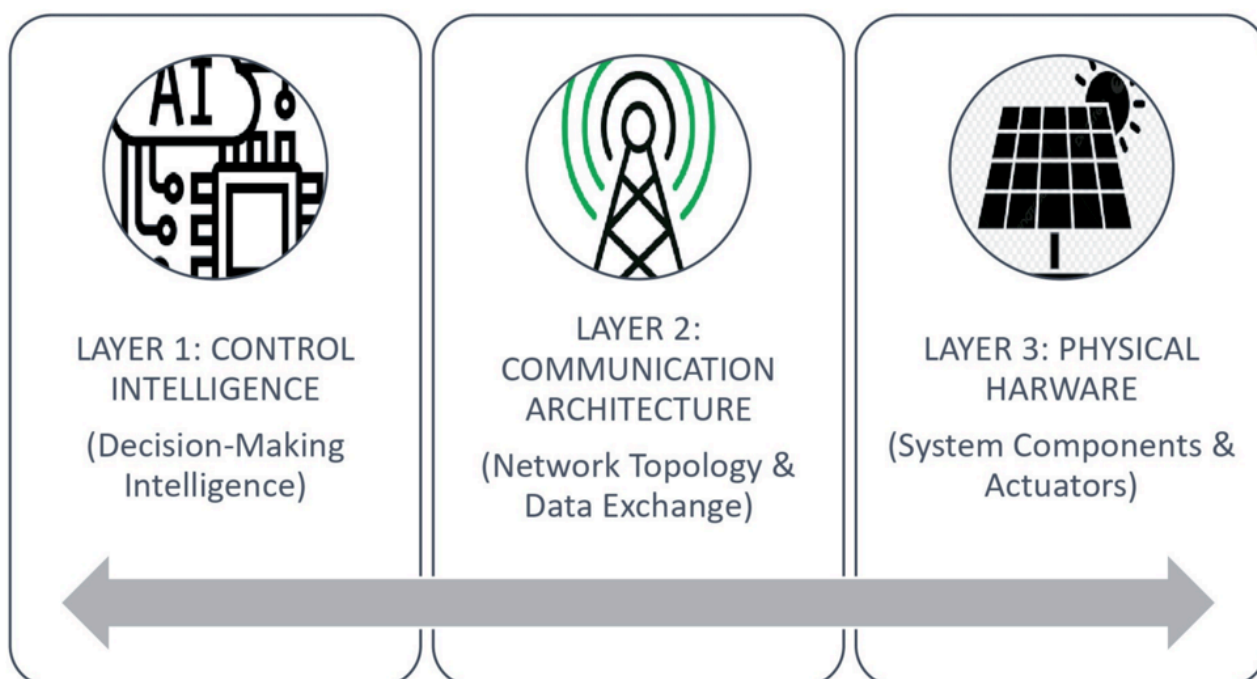 AI
LAYER 1: CONTROL
INTELLIGENCE
(Decision-Making
Intelligence)
LAYER 2:
COMMUNICATION
ARCHITECTURE
(Network Topology &
Data Exchange)
LAYER 3: PHYSICAL
HARWARE
(System Components &
Actuators)